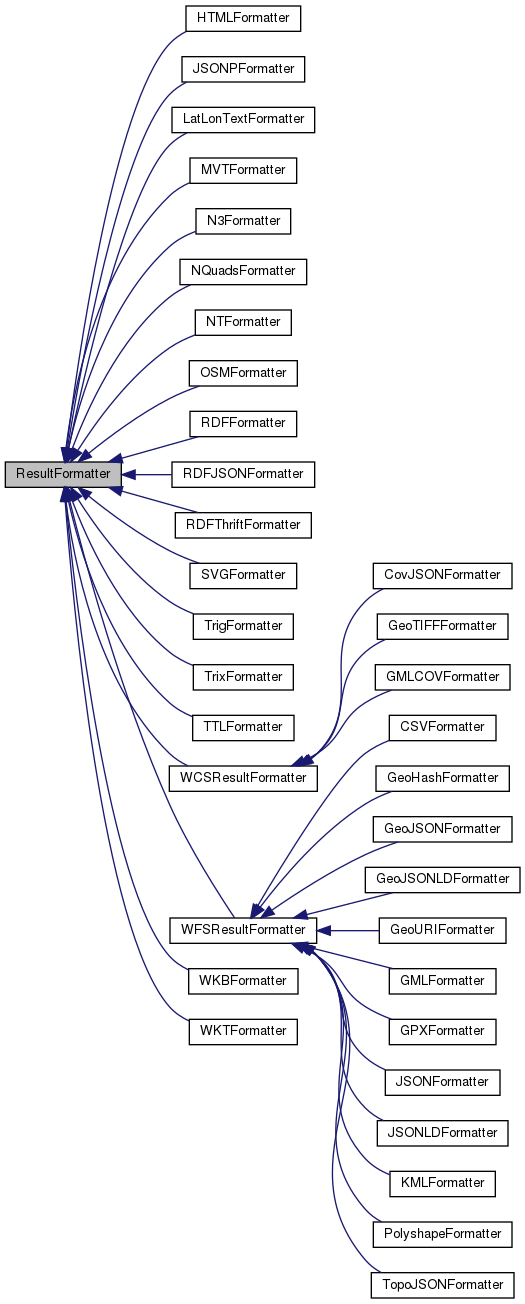 HTMLFormatter
JSONPFormatter
LatLonTextFormatter
MVTFormatter
N3Formatter
NQuadsFormatter
NTFormatter
OSMFormatter
RDFFormatter
ResultFormatter
RDFJSONFormatter
RDFThriftFormatter
SVGFormatter
TrigFormatter
TrixFormatter
TTLFormatter
WCSResultFormatter
CovJSONFormatter
GeoTIFFFormatter
GMLCOVFormatter
CSVFormatter
GeoHashFormatter
GeoJSONFormatter
GeoJSONLDFormatter
WFSResultFormatter
GeoURIFormatter
WKBFormatter
GMLFormatter
WKTFormatter
GPXFormatter
JSONFormatter
JSONLDFormatter
KMLFormatter
PolyshapeFormatter
TopoJSONFormatter